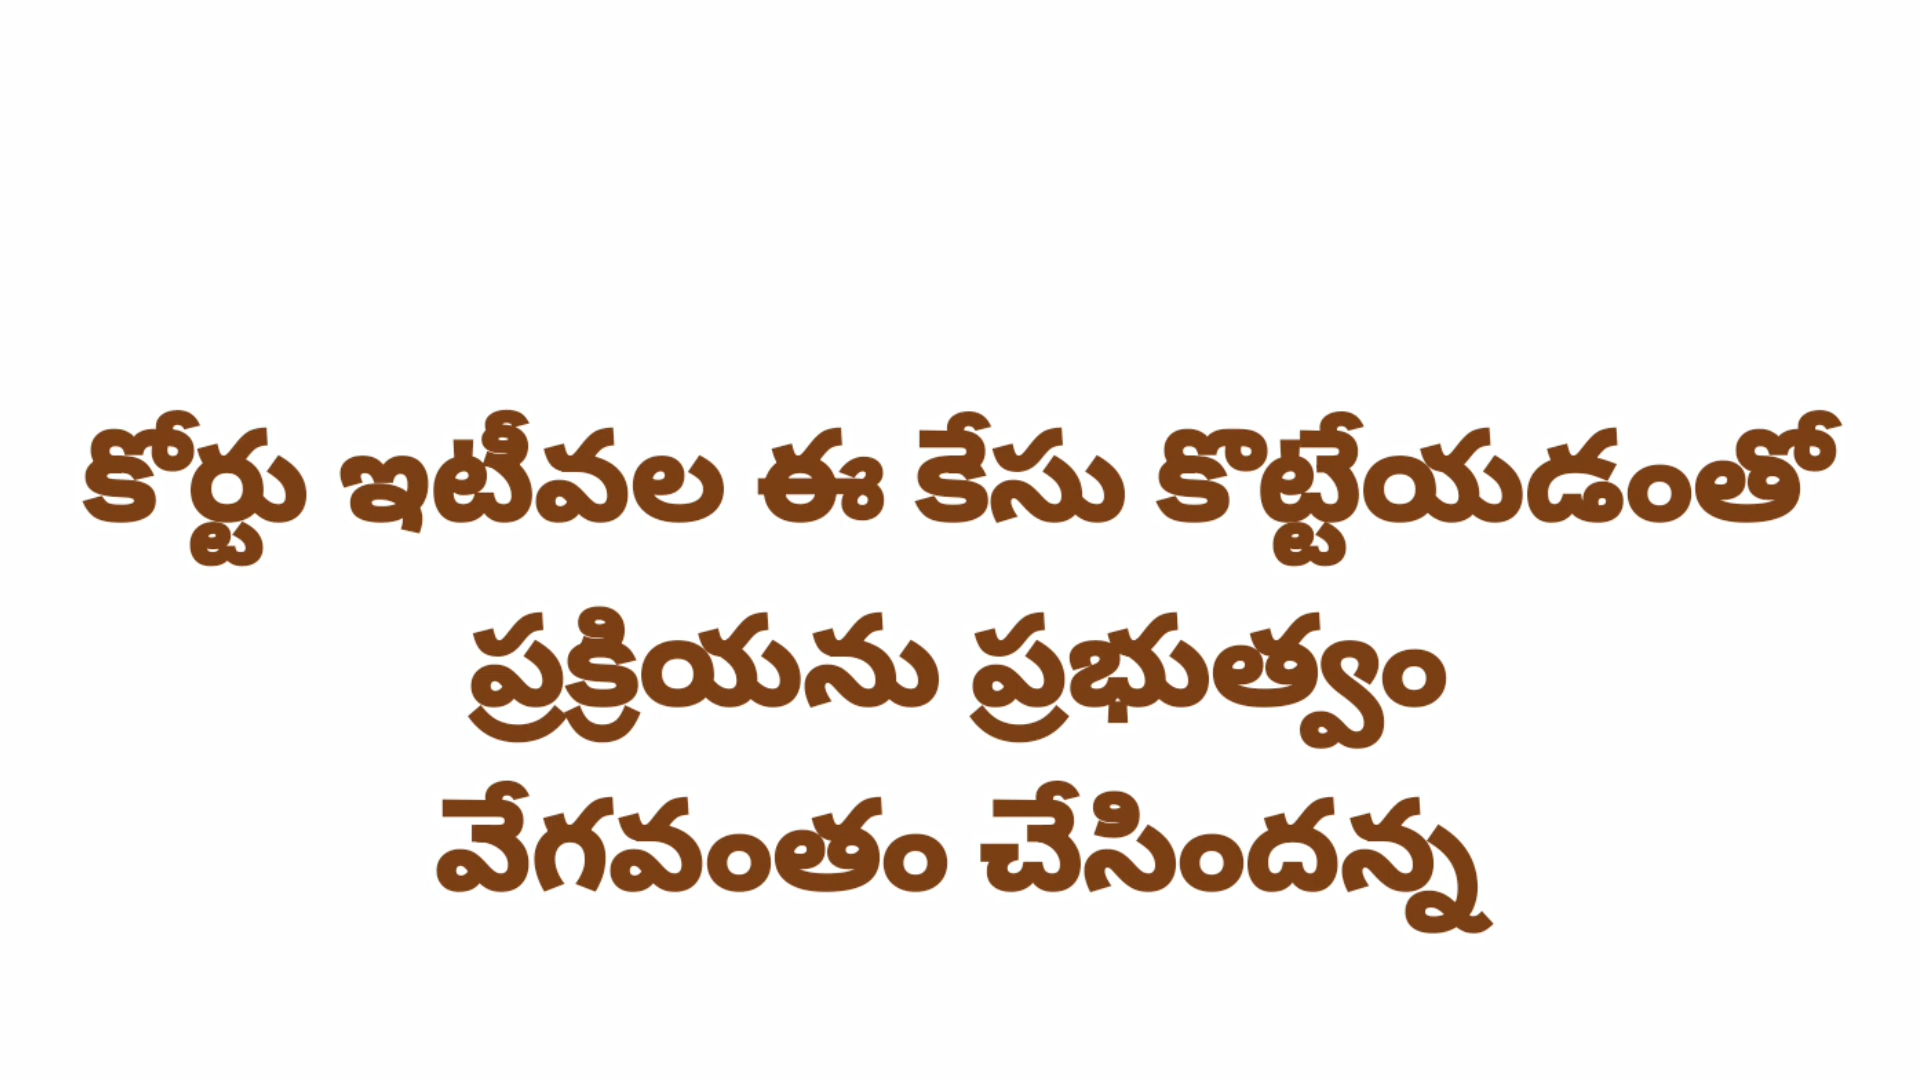 కోర్టు ఇటీవల ఈ కేసు కొట్టేయడంతో
ప్రక్రియను ప్రభుత్వం
వేగవంతం చేసిందన్న